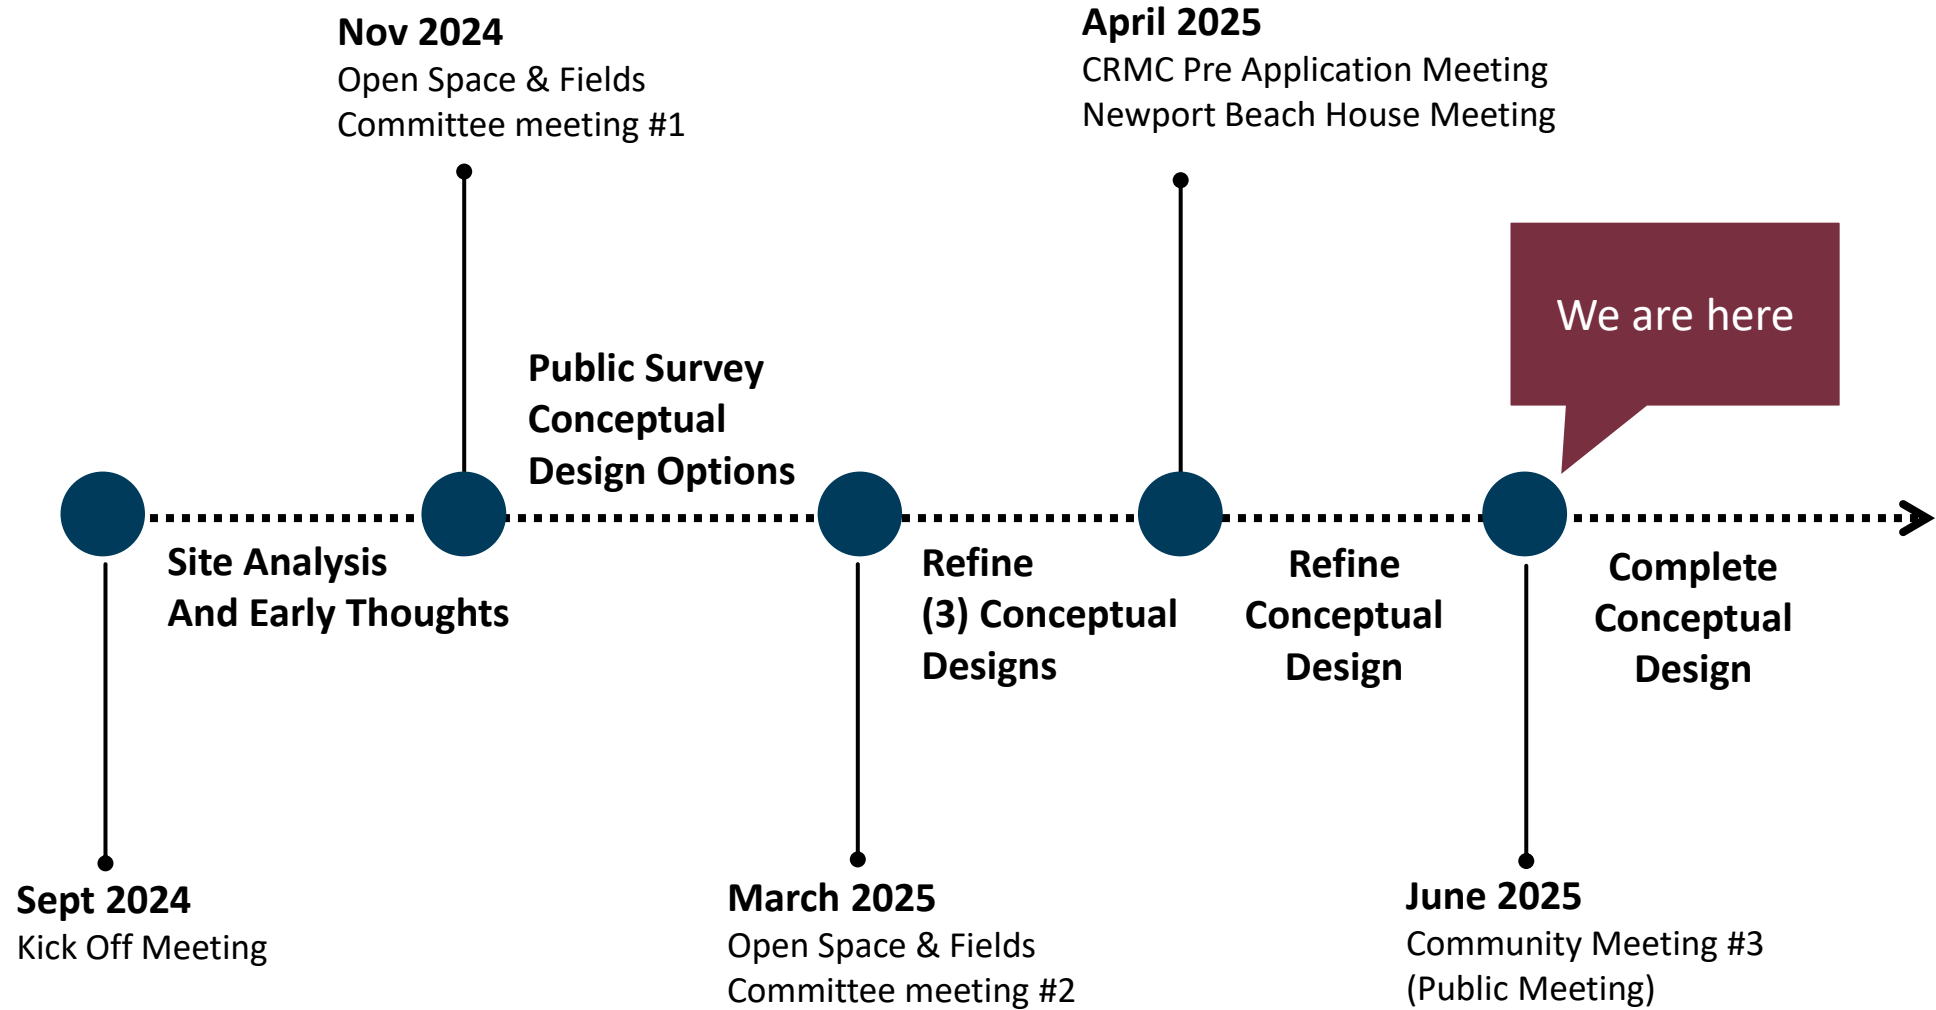 Nov 2024
Open Space & Fields
Committee meeting #1
April 2025
CRMC Pre Application Meeting
Newport Beach House Meeting
We are here
Public Survey
Conceptual
Design Options
Site Analysis
And Early Thoughts
Refine
(3) Conceptual
Designs
Refine
Conceptual
Design
Complete
Conceptual
Design
Sept 2024
Kick Off Meeting
March 2025
Open Space & Fields
Committee meeting #2
June 2025
Community Meeting #3
(Public Meeting)